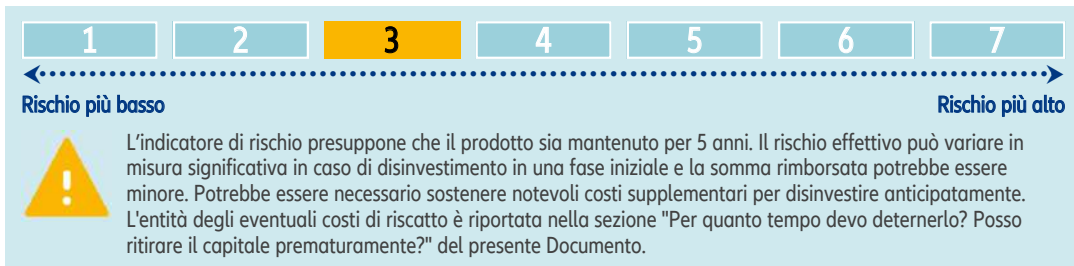 1 2 3 4 5 6 7
Rischio più basso Rischio più alto
L'indicatore di rischio presuppone che il prodotto sia mantenuto per 5 anni. Il rischio effettivo può variare in
misura significativa in caso di disinvestimento in una fase iniziale e la somma rimborsata potrebbe essere
minore. Potrebbe essere necessario sostenere notevoli costi supplementari per disinvestire anticipatamente.
L'entità degli eventuali costi di riscatto è riportata nella sezione "Per quanto tempo devo deternerlo? Posso
ritirare il capitale prematuramente?" del presente Documento.